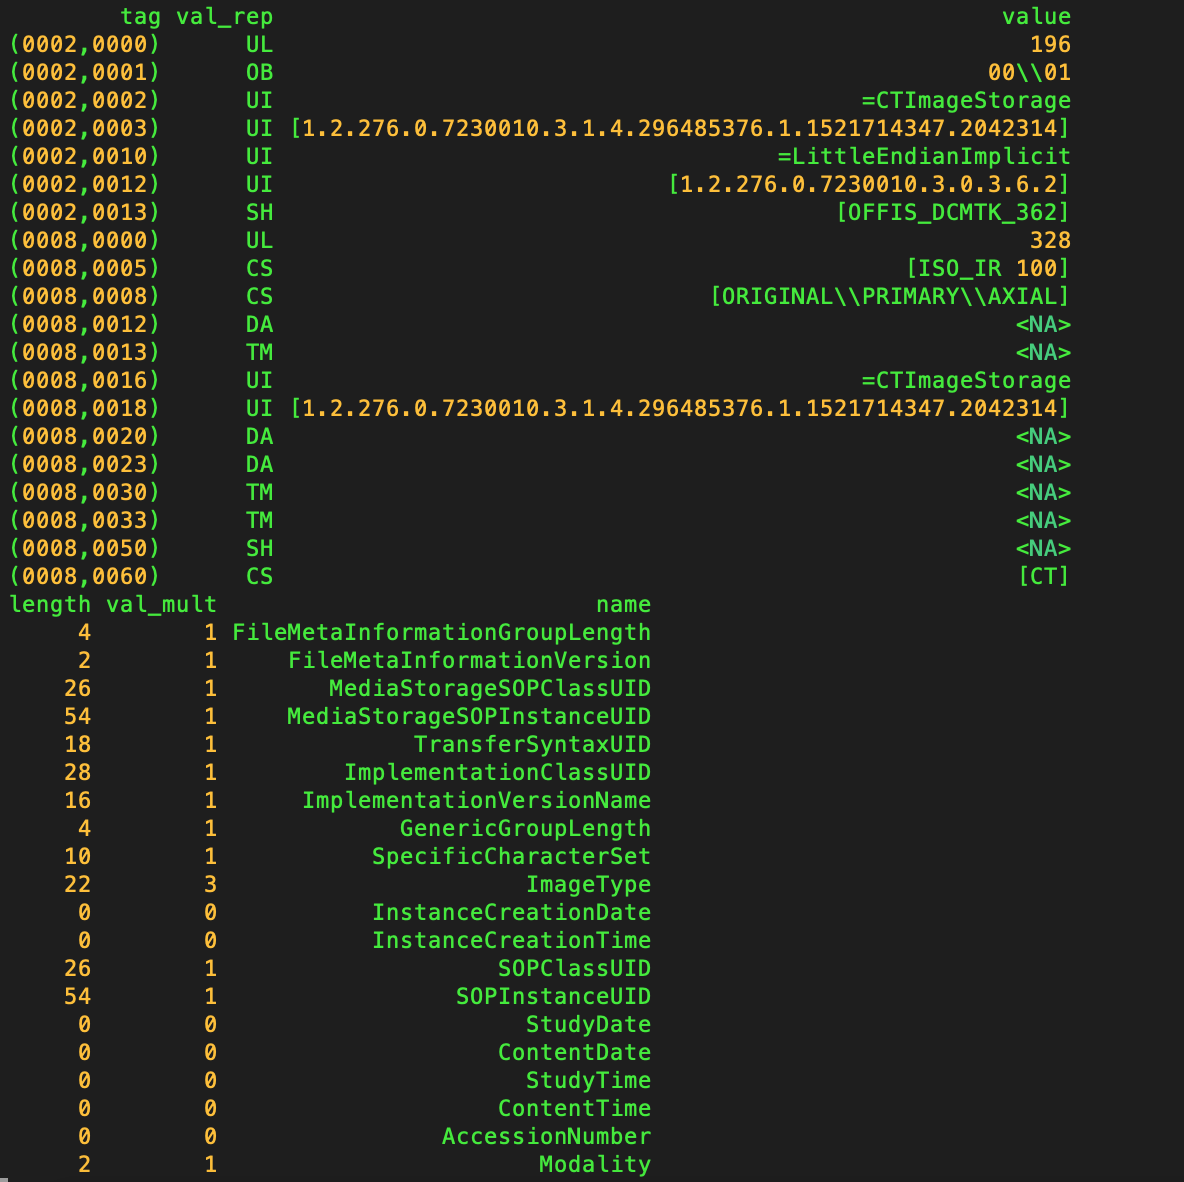 tag val_rep value
(0002,0000) UL 196
(0002,0001) OB 00\\01
(0002,0002) UI =CTImageStorage
(0002,0003) UI [1.2.276.0.7230010.3.1.4.296485376.1.1521714347.2042314]
(0002,0010) UI =LittleEndianImplicit
(0002,0012) UI [1.2.276.0.7230010.3.0.3.6.2]
(0002,0013) SH [OFFIS_DCMTK_362]
(0008,0000) UL 328
(0008,0005) CS [ISO_IR 100]
(0008,0008) CS [ORIGINAL\\PRIMARY\\AXIAL]
(0008,0012) DA <NA>
(0008,0013) TM <NA>
(0008,0016) UI =CTImageStorage
(0008,0018) UI [1.2.276.0.7230010.3.1.4.296485376.1.1521714347.2042314]
(0008,0020) DA <NA>
(0008,0023) DA <NA>
(0008,0030) TM <NA>
(0008,0033) TM <NA>
(0008,0050) SH <NA>
(0008,0060) CS [CT]
length val_mult name
4 1 FileMetaInformationGroupLength
2 1 FileMetaInformationVersion
26 1 MediaStorageSOPClassUID
54 1 MediaStorageSOPInstanceUID
18 1 TransferSyntaxUID
28 1 ImplementationClassUID
16 1 ImplementationVersionName
4 1 GenericGroupLength
10 1 SpecificCharacterSet
22 3 ImageType
0 0 InstanceCreationDate
0 0 InstanceCreationTime
26 1 SOPClassUID
54 1 SOPInstanceUID
0 0 StudyDate
0 0 ContentDate
0 0 StudyTime
0 0 ContentTime
0 0 AccessionNumber
2 1 Modality